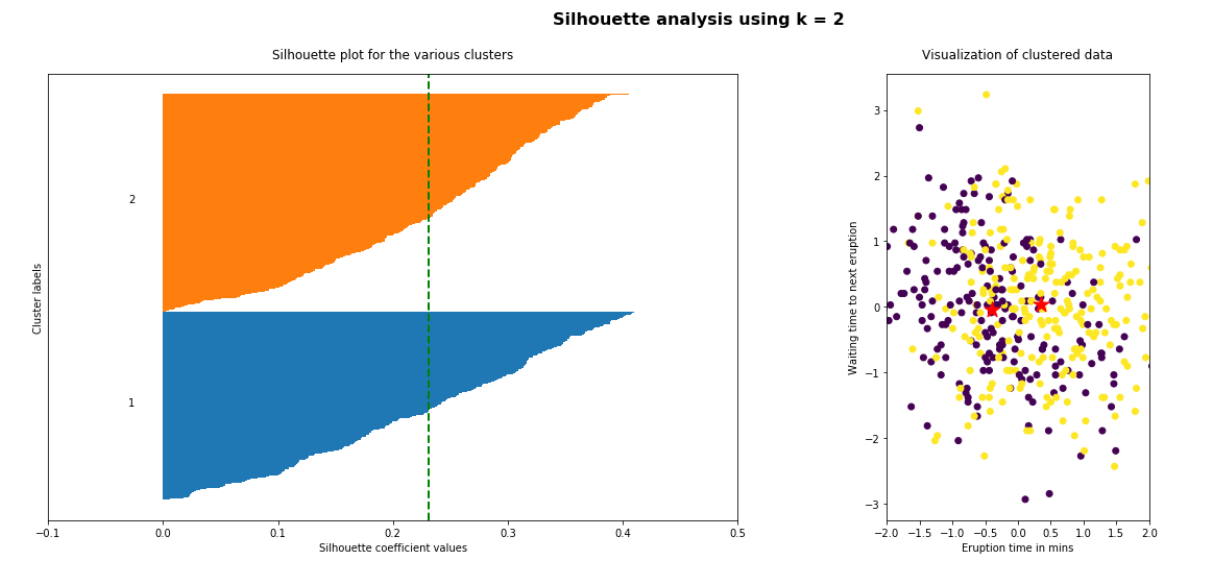 Silhouette analysis using k = 2
Silhouette plot for the various clusters
Cluster labels
2
1
−0.1 0.0 0.1 0.2 0.3 0.4 0.5
Silhouette coefficient values
Visualization of clustered data
Waiting time to next eruption
3
2
1
0
−1
−2
−3
−2.0 −1.5 −1.0 −0.5 0.0 0.5 1.0 1.5 2.0
Eruption time in mins